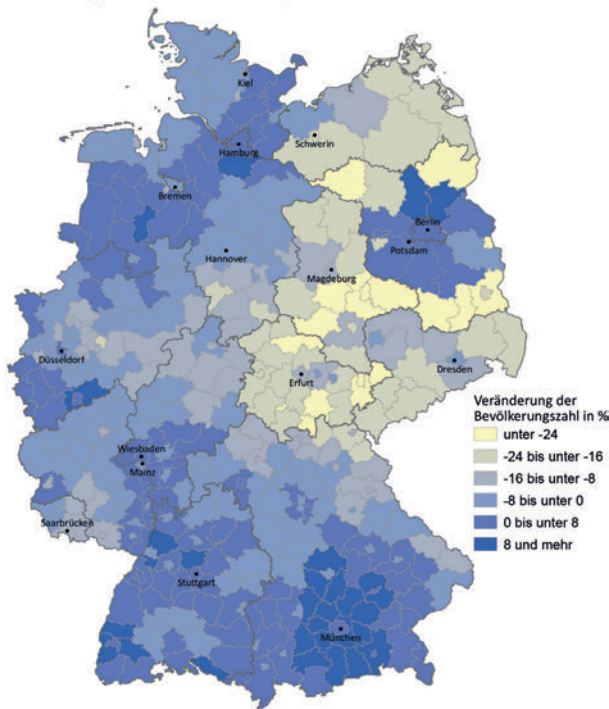 Kiel
Schwerin
Hamburg
Bremen
Berlin
Potsdam
Hannover
Magdeburg
Düsseldorf
Erfurt
Dresden
Wiesbaden
Mainz
Saarbrücken
Stuttgart
München
Veränderung der
Bevölkerungszahl in %
unter -24
-24 bis unter -16
-16 bis unter -8
-8 bis unter 0
0 bis unter 8
8 und mehr